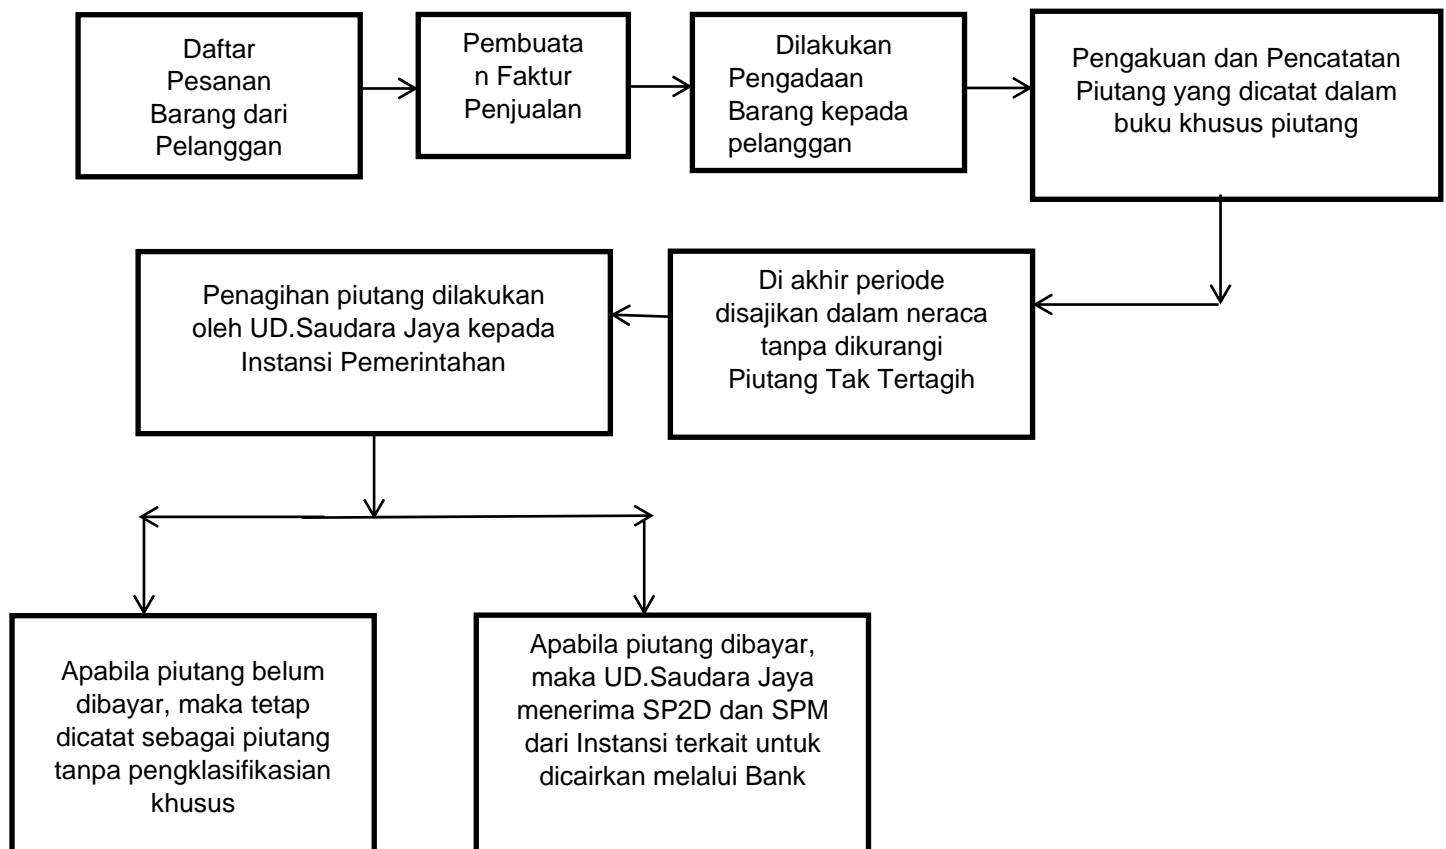 Daftar
Pesanan
Barang dari
Pelanggan
Pembuata
n Faktur
Penjualan
Dilakukan
Pengadaan
Barang kepada
pelanggan
Pengakuan dan Pencatatan
Piutang yang dicatat dalam
buku khusus piutang
Di akhir periode
disajikan dalam neraca
tanpa dikurangi
Piutang Tak Tertagih
Penagihan piutang dilakukan
oleh UD.Saudara Jaya kepada
Instansi Pemerintahan
Apabila piutang belum
dibayar, maka tetap
dicatat sebagai piutang
tanpa pengklasifikasian
khusus
Apabila piutang dibayar,
maka UD.Saudara Jaya
menerima SP2D dan SPM
dari Instansi terkait untuk
dicairkan melalui Bank